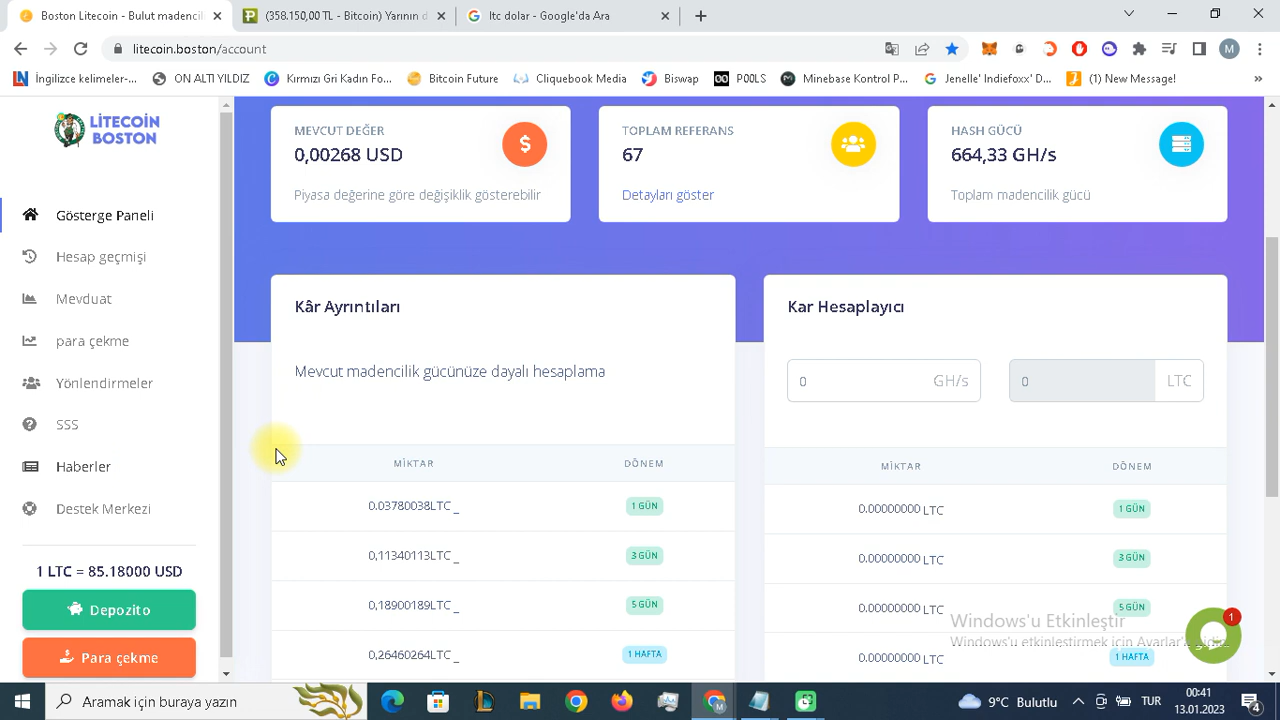 Boston Litecoin - Bulut madencili
(358.150,00 TL - Bitcoin) Yarının d
ltc dolar - Google'da Ara
litecoin.boston/account
İngilizce kelimeler-...
ON ALTI YILDIZ
Kırmızı Gri Kadın Fo...
Bitcoin Future
Cliquebook Media
Biswap
P00LS
Minebase Kontrol P...
Jenelle' Indiefoxx' D...
(1) New Message!
LİTECOİN
BOSTON
MEVCUT DEĞER
0,00268 USD
Piyasa değerine göre değişiklik gösterebilir
TOPLAM REFERANS
67
Detayları göster
HASH GÜCÜ
664,33 GH/s
Toplam madencilik gücü
Gösterge Paneli
Hesap geçmişi
Mevduat
para çekme
Yönlendirmeler
SSS
Haberler
Destek Merkezi
1 LTC = 85.18000 USD
Depozito
Para çekme
Kâr Ayrıntıları
Mevcut madencilik gücünüze dayalı hesaplama
MİKTAR DÖNEM
0.03780038LTC _ 1 GÜN
0,11340113LTC _ 3 GÜN
0,18900189LTC _ 5 GÜN
0,26460264LTC _ 1 HAFTA
Kar Hesaplayıcı
0 GH/s 0 LTC
MİKTAR DÖNEM
0.00000000 LTC 1 GÜN
0.00000000 LTC 3 GÜN
0.00000000 LTC 5 GÜN
0.00000000 LTC 1 HAFTA
Windows'u Etkinleştir
Windows'u etkinleştirmek için Ayarlar'a gidin.
1
Aramak için buraya yazın
9°C Bulutlu
TUR
00:41
13.01.2023
4
M